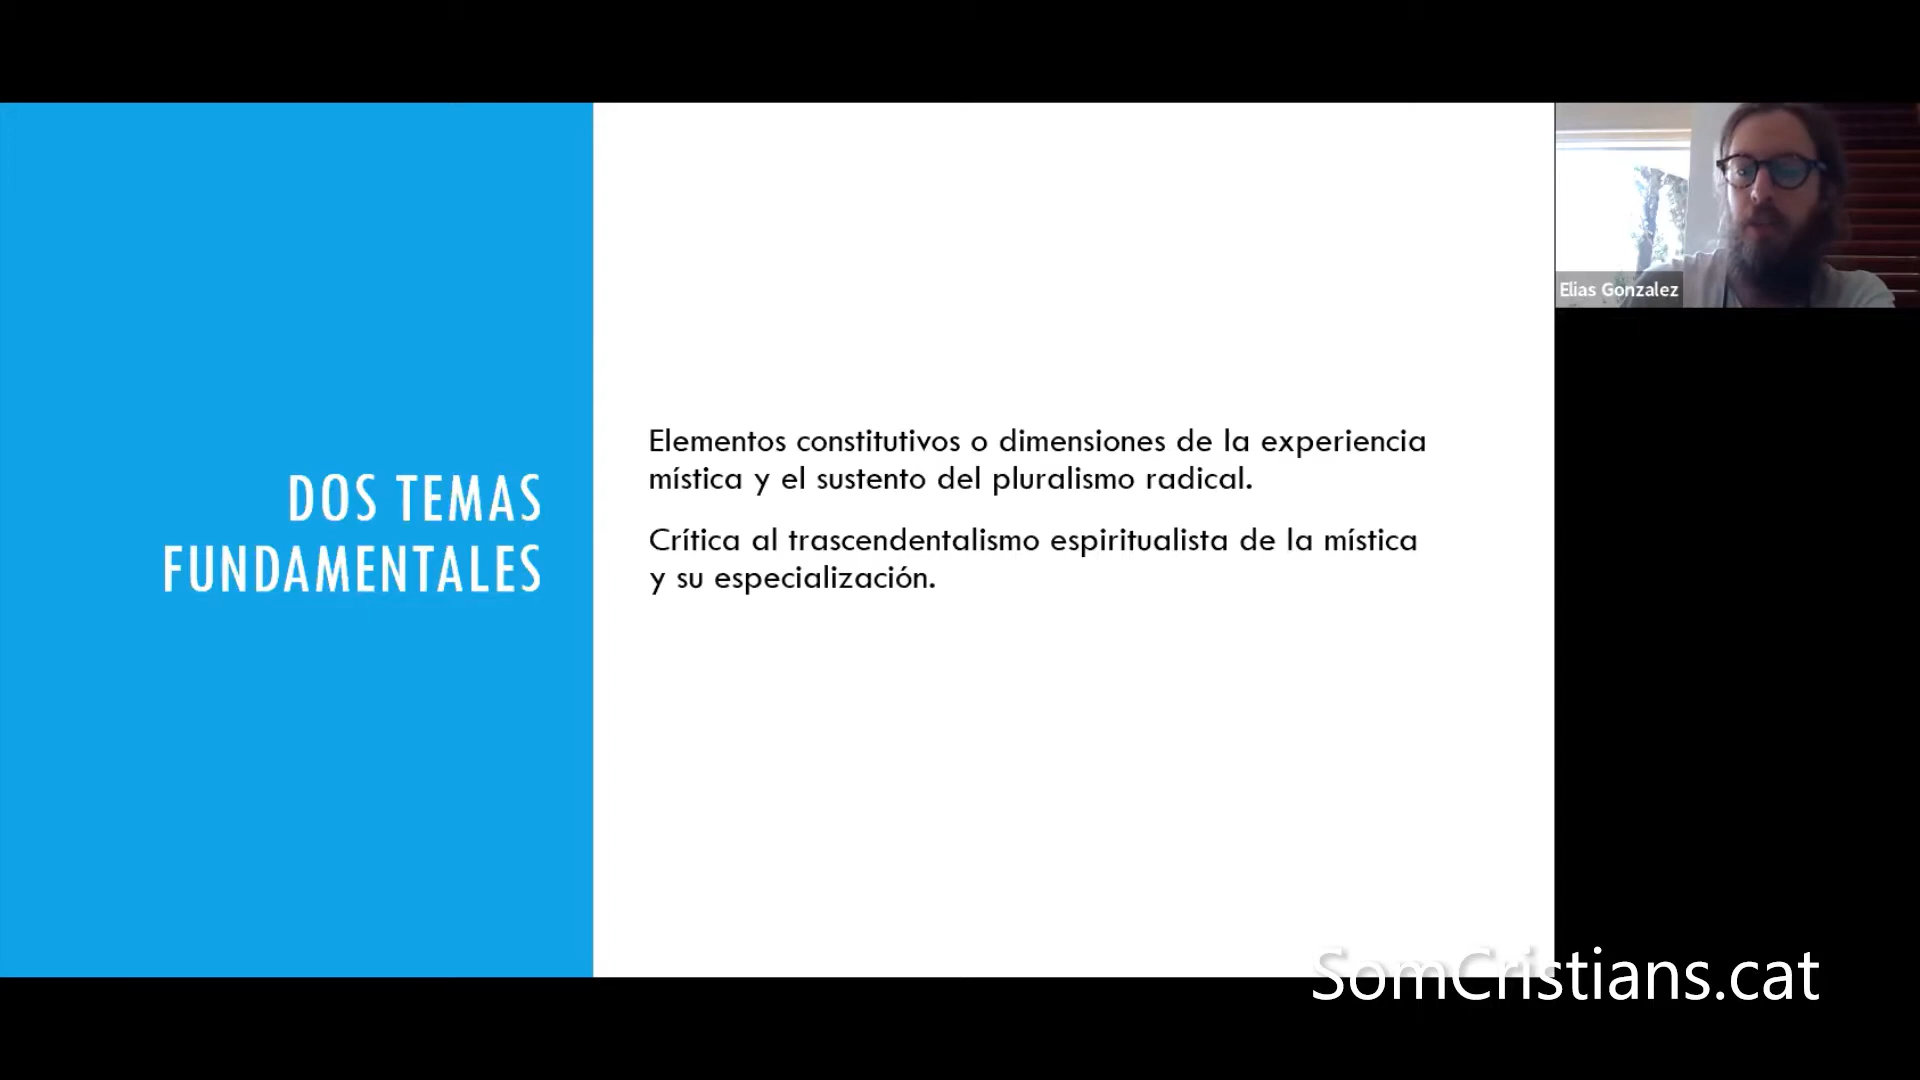 DOS TEMAS
FUNDAMENTALES
Elementos constitutivos o dimensiones de la experiencia
mística y el sustento del pluralismo radical.
Crítica al trascendentalismo espiritualista de la mística
y su especialización.
Elias Gonzalez
SomCristians.cat